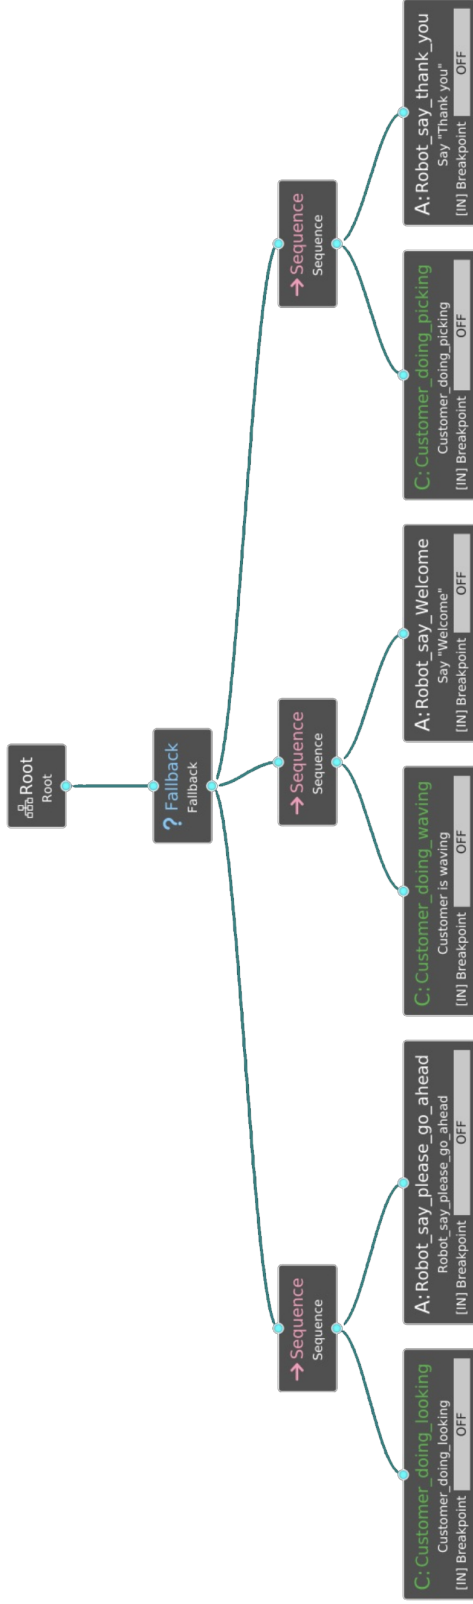 Root
Root
? Fallback
Fallback
→ Sequence
Sequence
→ Sequence
Sequence
→ Sequence
Sequence
C: Customer_doing_looking
Customer_doing_looking
[IN] Breakpoint OFF
A: Robot_say_please_go_ahead
Robot_say_please_go_ahead
[IN] Breakpoint OFF
C: Customer_doing_waving
Customer is waving
[IN] Breakpoint OFF
A: Robot_say_Welcome
Say "Welcome"
[IN] Breakpoint OFF
C: Customer_doing_picking
Customer_doing_picking
[IN] Breakpoint OFF
A: Robot_say_thank_you
Say "Thank you"
[IN] Breakpoint OFF